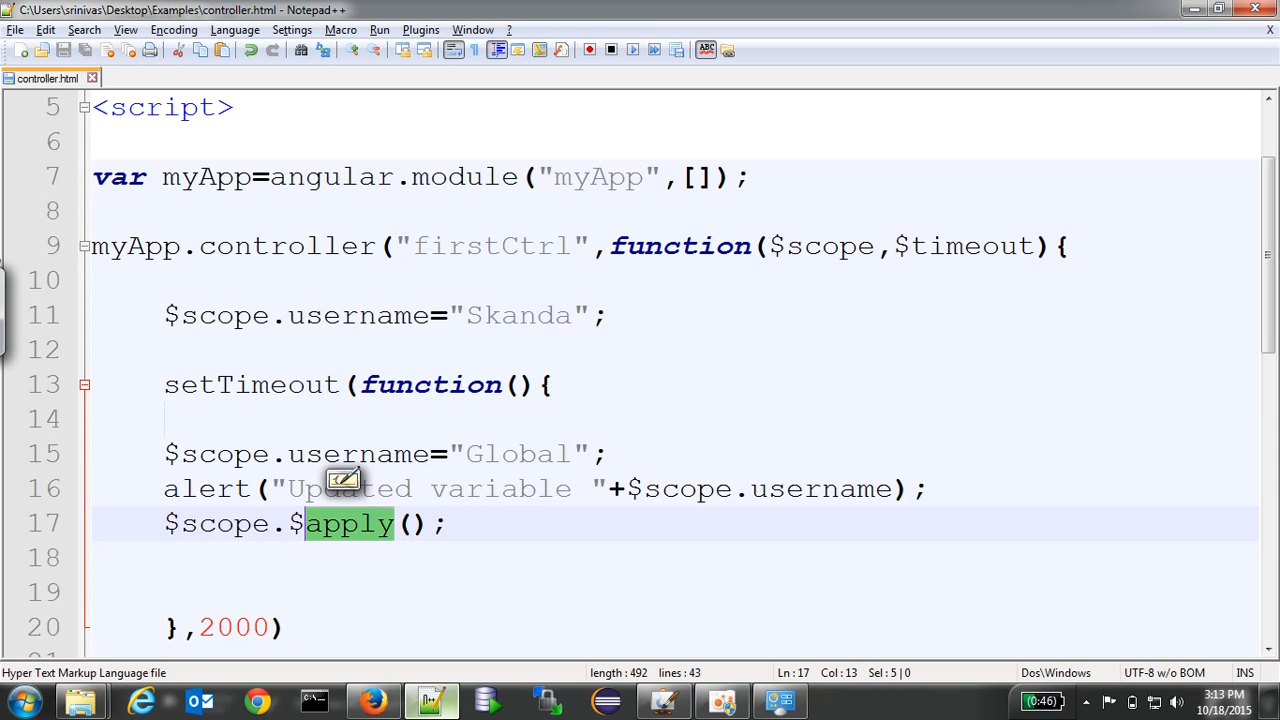 C:\Users\srinivas\Desktop\Examples\controller.html - Notepad++
File Edit Search View Encoding Language Settings Macro Run Plugins Window ? X
ABC
controller.html
5 <script>
6
7 var myApp=angular.module("myApp",[]);
8
9 myApp.controller("firstCtrl",function($scope,$timeout){
10
11 $scope.username="Skanda";
12
13 setTimeout(function(){
14
15 $scope.username="Global";
16 alert("Updated variable "+$scope.username);
17 $scope.$apply();
18
19
20 },2000)
Hyper Text Markup Language file length : 492 lines : 43 Ln : 17 Col : 13 Sel : 5 | 0 Dos\Windows UTF-8 w/o BOM INS
(0:46) 3:13 PM
10/18/2015